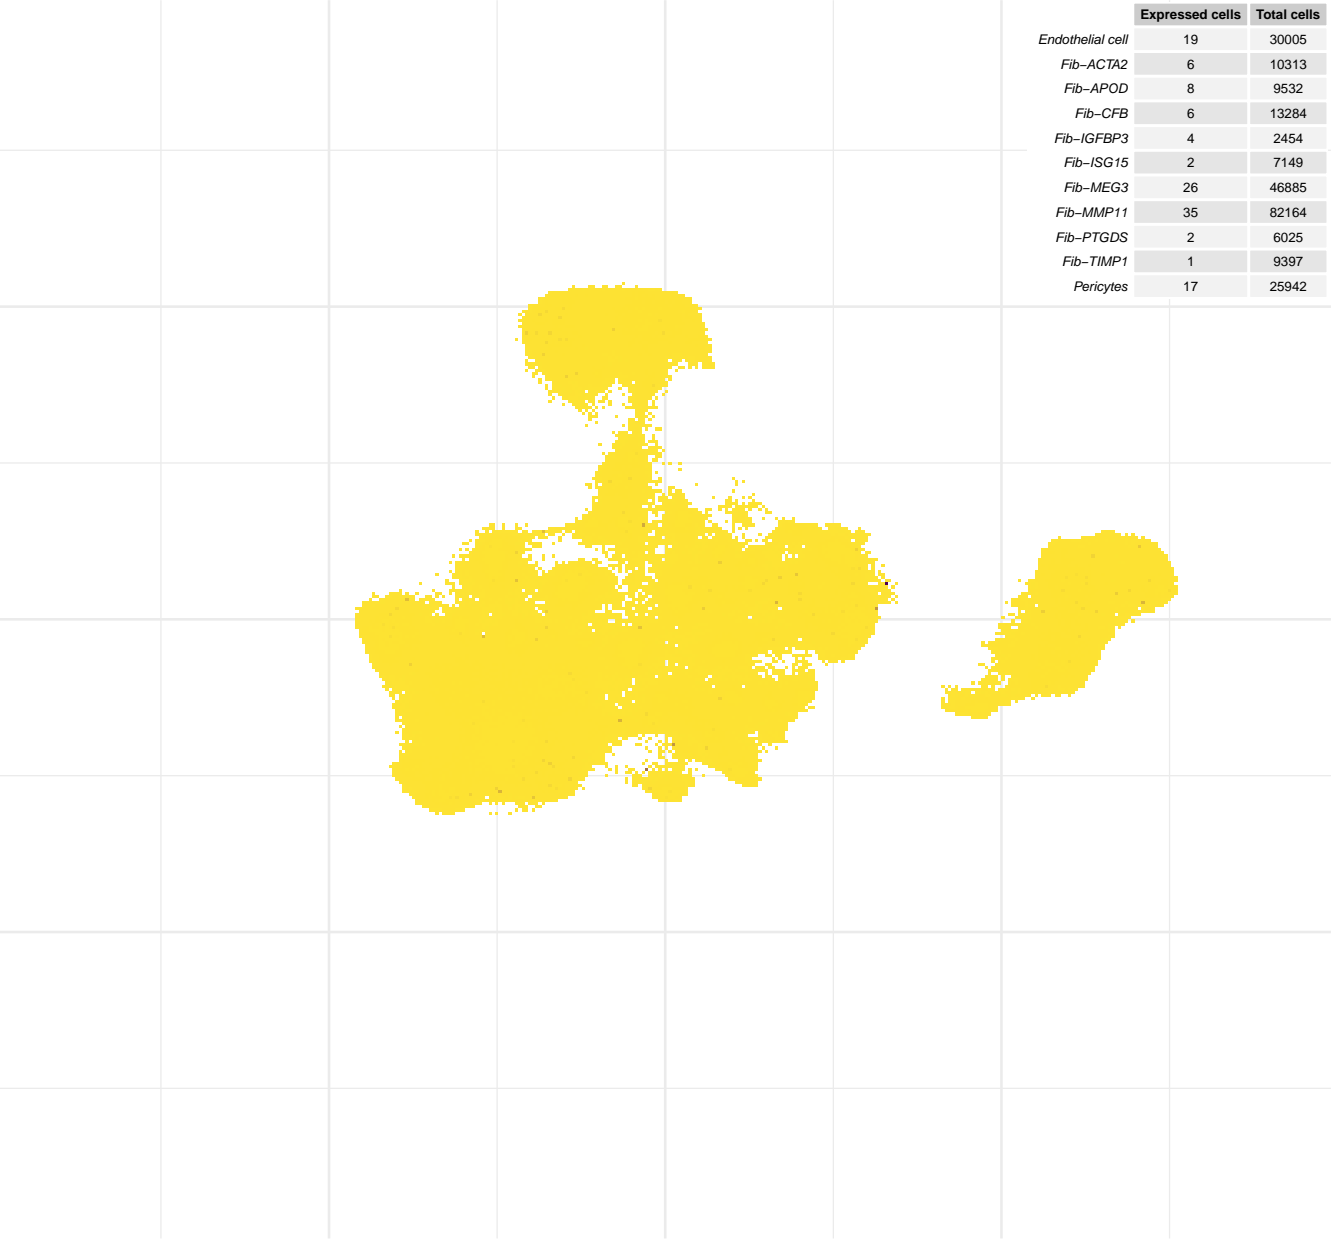 Expressed cells Total cells
Endothelial cell 19 30005
Fib−ACTA2 6 10313
Fib−APOD 8 9532
Fib−CFB 6 13284
Fib−IGFBP3 4 2454
Fib−ISG15 2 7149
Fib−MEG3 26 46885
Fib−MMP11 35 82164
Fib−PTGDS 2 6025
Fib−TIMP1 1 9397
Pericytes 17 25942